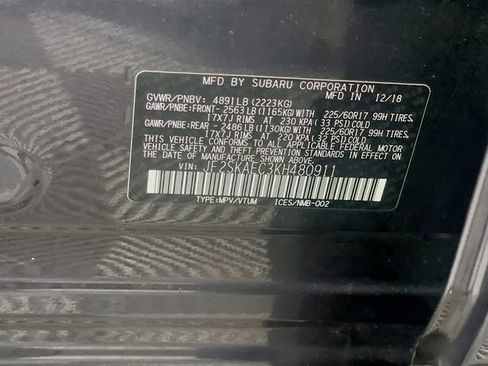 MFD BY SUBARU CORPORATION
GVWR/PNBV: 4891LB(2223KG) MFD IN 12/18
GAWR/PNBE:FRONT-2563LB(1165KG)WITH 225/60R17 99H TIRES.
17X7J RIMS AT 230 KPA(33 PSI)COLD
GAWR/PNBE:REAR -2486LB(1130KG)WITH 225/60R17 99H TIRES.
17X7J RIMS AT 220 KPA(32 PSI)COLD
THIS VEHICLE CONFORMS TO ALL APPLICABLE FEDERAL MOTOR
VEHICLE SAFETY, BUMPER, AND THEFT PREVENTION STANDARDS
IN EFFECT ON THE DATE OF MANUFACTURE SHOWN ABOVE.
VIN: JF2SKAEC3KH480911
TYPE:MPV/VTUM ICES/NMB-002